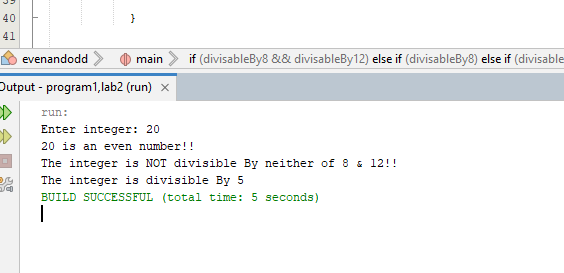 39
40 }
41
evenandodd main if (divisableBy8 && divisableBy12) else if (divisableBy8) else if (divisable
Output - program1,lab2 (run) ×
run:
Enter integer: 20
20 is an even number!!
The integer is NOT divisible By neither of 8 & 12!!
The integer is divisible By 5
BUILD SUCCESSFUL (total time: 5 seconds)